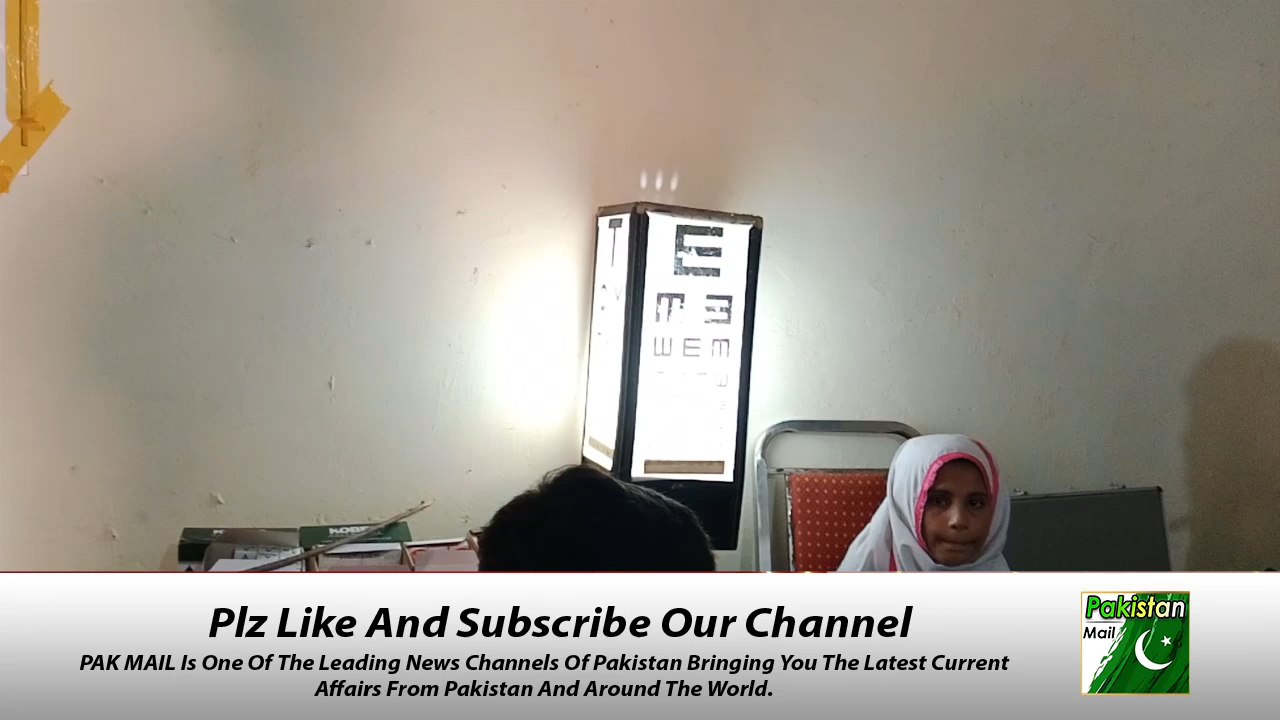 E
W E M
KOBE
Plz Like And Subscribe Our Channel
PAK MAIL Is One Of The Leading News Channels Of Pakistan Bringing You The Latest Current
Affairs From Pakistan And Around The World.
Pakistan
Mail